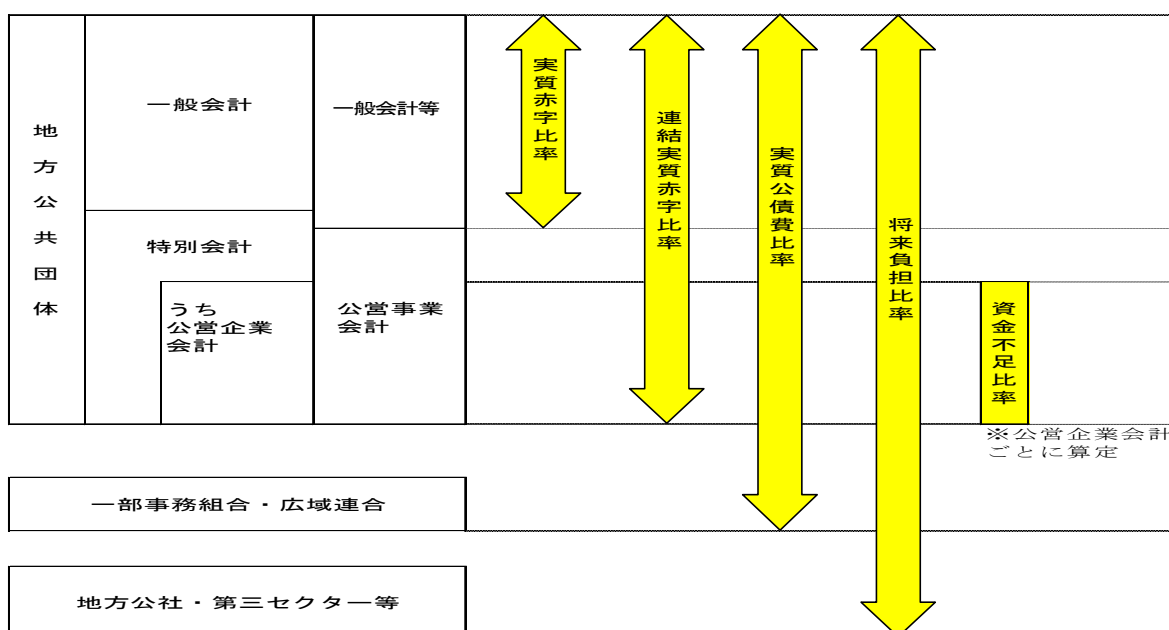 地方公共団体
一般会計
特別会計
うち
公営企業
会計
一般会計等
公営事業
会計
実質赤字比率
連結実質赤字比率
実質公債費比率
将来負担比率
資金不足比率
※公営企業会計
ごとに算定
一部事務組合・広域連合
地方公社・第三セクター等